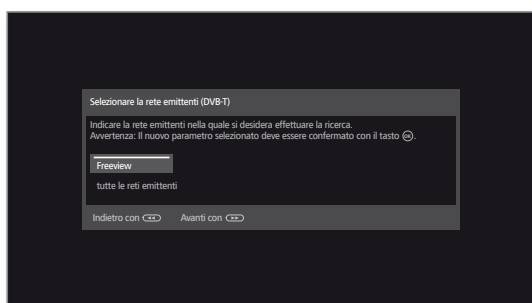 Selezionare la rete emittenti (DVB-T)
Indicare la rete emittenti nella quale si desidera effettuare la ricerca.
Avvertenza: Il nuovo parametro selezionato deve essere confermato con il tasto OK.
Freeview
tutte le reti emittenti
Indietro con ◄◄ Avanti con ►►